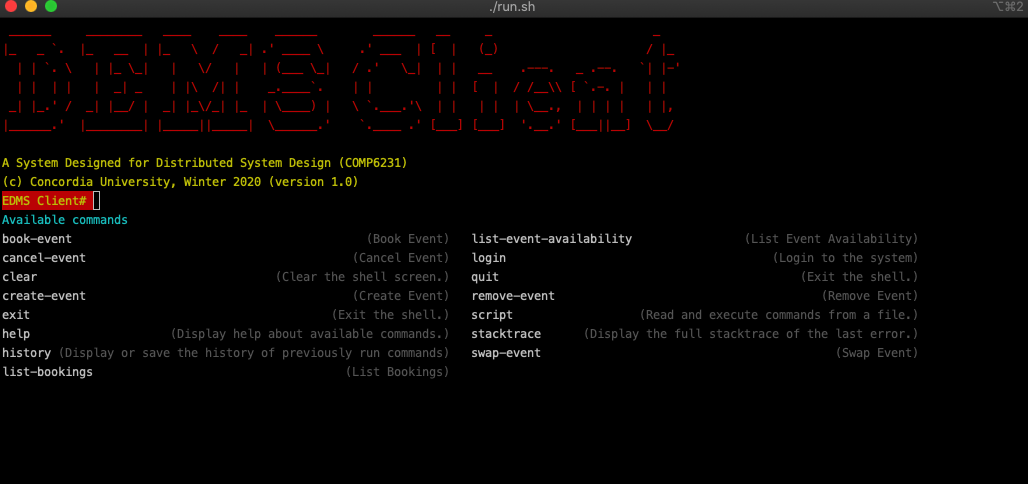 ./run.sh
⌥⌘2
DEMS Client
A System Designed for Distributed System Design (COMP6231)
(c) Concordia University, Winter 2020 (version 1.0)
EDMS Client#
Available commands
book-event (Book Event) list-event-availability (List Event Availability)
cancel-event (Cancel Event) login (Login to the system)
clear (Clear the shell screen.) quit (Exit the shell.)
create-event (Create Event) remove-event (Remove Event)
exit (Exit the shell.) script (Read and execute commands from a file.)
help (Display help about available commands.) stacktrace (Display the full stacktrace of the last error.)
history (Display or save the history of previously run commands) swap-event (Swap Event)
list-bookings (List Bookings)